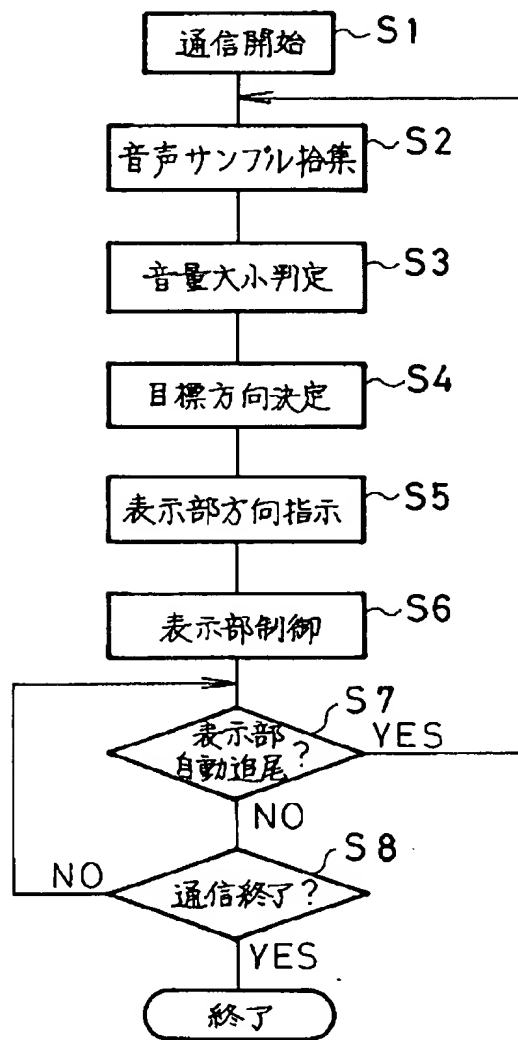 通信開始
S1
音声サンプル拾集
S2
音量大小判定
S3
目標方向決定
S4
表示部方向指示
S5
表示部制御
S6
S7
表示部
自動追尾?
YES
NO
S8
通信終了?
NO
YES
終了